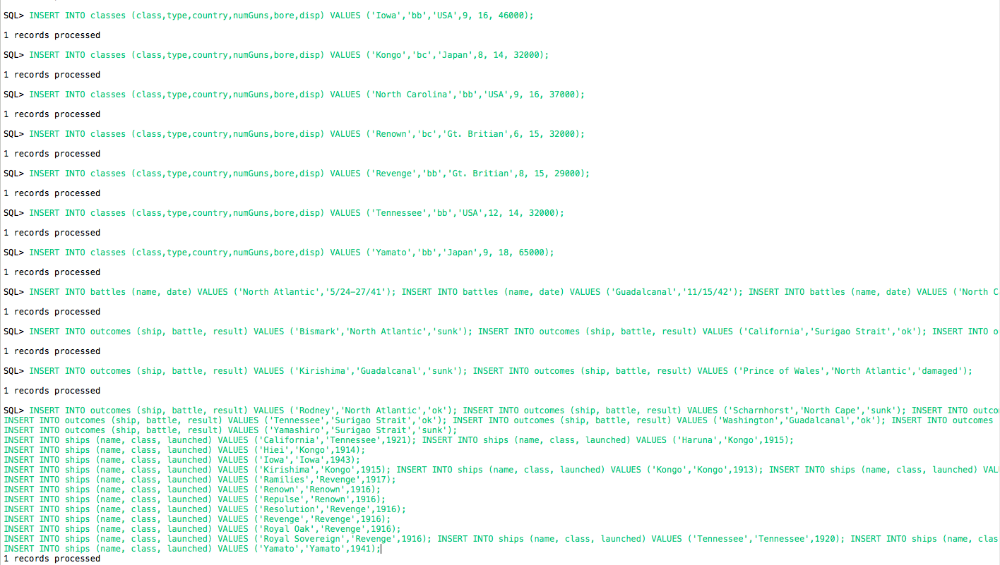 SQL> INSERT INTO classes (class,type,country,numGuns,bore,disp) VALUES ('Iowa','bb','USA',9, 16, 46000);
1 records processed
SQL> INSERT INTO classes (class,type,country,numGuns,bore,disp) VALUES ('Kongo','bc','Japan',8, 14, 32000);
1 records processed
SQL> INSERT INTO classes (class,type,country,numGuns,bore,disp) VALUES ('North Carolina','bb','USA',9, 16, 37000);
1 records processed
SQL> INSERT INTO classes (class,type,country,numGuns,bore,disp) VALUES ('Renown','bc','Gt. Britian',6, 15, 32000);
1 records processed
SQL> INSERT INTO classes (class,type,country,numGuns,bore,disp) VALUES ('Revenge','bb','Gt. Britian',8, 15, 29000);
1 records processed
SQL> INSERT INTO classes (class,type,country,numGuns,bore,disp) VALUES ('Tennessee','bb','USA',12, 14, 32000);
1 records processed
SQL> INSERT INTO classes (class,type,country,numGuns,bore,disp) VALUES ('Yamato','bb','Japan',9, 18, 65000);
1 records processed
SQL> INSERT INTO battles (name, date) VALUES ('North Atlantic','5/24-27/41'); INSERT INTO battles (name, date) VALUES ('Guadalcanal','11/15/42'); INSERT INTO battles (name, date) VALUES ('North
1 records processed
SQL> INSERT INTO outcomes (ship, battle, result) VALUES ('Bismark','North Atlantic','sunk'); INSERT INTO outcomes (ship, battle, result) VALUES ('California','Surigao Strait','ok'); INSERT INTO
1 records processed
SQL> INSERT INTO outcomes (ship, battle, result) VALUES ('Kirishima','Guadalcanal','sunk'); INSERT INTO outcomes (ship, battle, result) VALUES ('Prince of Wales','North Atlantic','damaged');
1 records processed
SQL> INSERT INTO outcomes (ship, battle, result) VALUES ('Rodney','North Atlantic','ok'); INSERT INTO outcomes (ship, battle, result) VALUES ('Scharnhorst','North Cape','sunk'); INSERT INTO
INSERT INTO outcomes (ship, battle, result) VALUES ('Tennessee','Surigao Strait','ok'); INSERT INTO outcomes (ship, battle, result) VALUES ('Washington','Guadalcanal','ok'); INSERT INTO outcomes
INSERT INTO outcomes (ship, battle, result) VALUES ('Yamashiro','Surigao Strait','sunk');
INSERT INTO ships (name, class, launched) VALUES ('California','Tennessee',1921); INSERT INTO ships (name, class, launched) VALUES ('Haruna','Kongo',1915);
INSERT INTO ships (name, class, launched) VALUES ('Hiei','Kongo',1914);
INSERT INTO ships (name, class, launched) VALUES ('Iowa','Iowa',1943);
INSERT INTO ships (name, class, launched) VALUES ('Kirishima','Kongo',1915); INSERT INTO ships (name, class, launched) VALUES ('Kongo','Kongo',1913); INSERT INTO ships (name, class, launched)
INSERT INTO ships (name, class, launched) VALUES ('Ramilies','Revenge',1917);
INSERT INTO ships (name, class, launched) VALUES ('Renown','Renown',1916);
INSERT INTO ships (name, class, launched) VALUES ('Repulse','Renown',1916);
INSERT INTO ships (name, class, launched) VALUES ('Resolution','Revenge',1916);
INSERT INTO ships (name, class, launched) VALUES ('Revenge','Revenge',1916);
INSERT INTO ships (name, class, launched) VALUES ('Royal Oak','Revenge',1916);
INSERT INTO ships (name, class, launched) VALUES ('Royal Sovereign','Revenge',1916); INSERT INTO ships (name, class, launched) VALUES ('Tennessee','Tennessee',1920); INSERT INTO ships (name,
INSERT INTO ships (name, class, launched) VALUES ('Yamato','Yamato',1941);
1 records processed